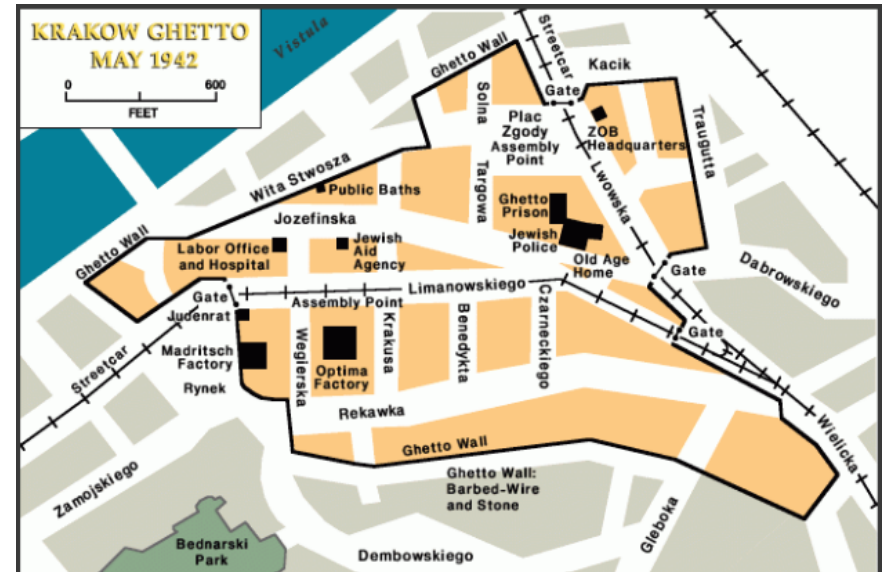 KRAKOW GHETTO
MAY 1942
0 600
FEET
Vistula
Ghetto Wall
Streetcar
Kacik
Gate
Solna
Plac
Zgody
Assembly
Point
ZOB
Headquarters
Traugutta
Wita Stwosza
Public Baths
Targowa
Lwowska
Ghetto
Prison
Jozefinska
Jewish
Police
Ghetto Wall
Labor Office
and Hospital
Jewish
Aid
Agency
Old Age
Home
Gate
Dabrowskiego
Limanowskiego
Gate
Assembly Point
Judenrat
Gate
Streetcar
Madritsch
Factory
Wegierska
Optima
Factory
Krakusa
Benedykta
Czarneckiego
Rynek
Rekawka
Ghetto Wall
Wielicka
Zamojskiego
Ghetto Wall:
Barbed-Wire
and Stone
Gleboka
Bednarski
Park
Dembowskiego